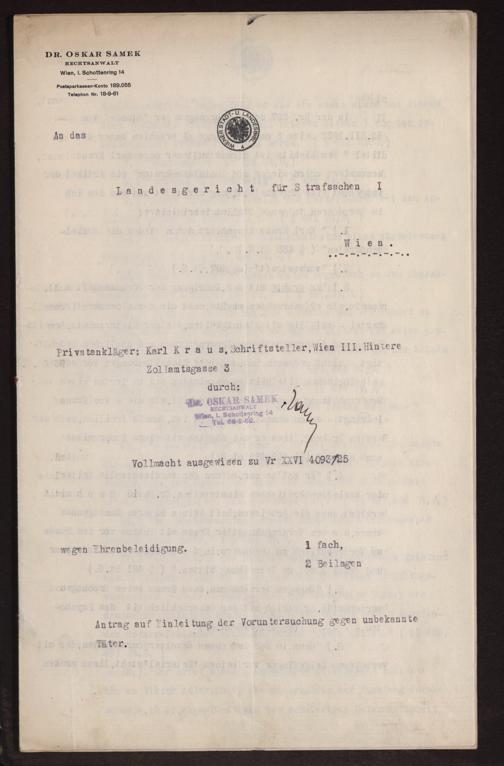 DR. OSKAR SAMEK
RECHTSANWALT
Wien, I. Schottenring 14
Postsparkassen-Konto 189.055
Telephon Nr. 18-9-61
An das
Landesgericht für Strafsachen I
Wien.
Privatankläger: Karl Kraus, Schriftsteller, Wien III. Hintere
Zollamtsgasse 3
durch:
Dr. OSKAR SAMEK
RECHTSANWALT
Wien, I. Schottenring 14
Vollmacht ausgewiesen zu Vr XXVI 4093/25
wegen Ehrenbeleidigung.
1 fach,
2 Beilagen
Antrag auf Einleitung der Voruntersuchung gegen unbekannte
Täter.